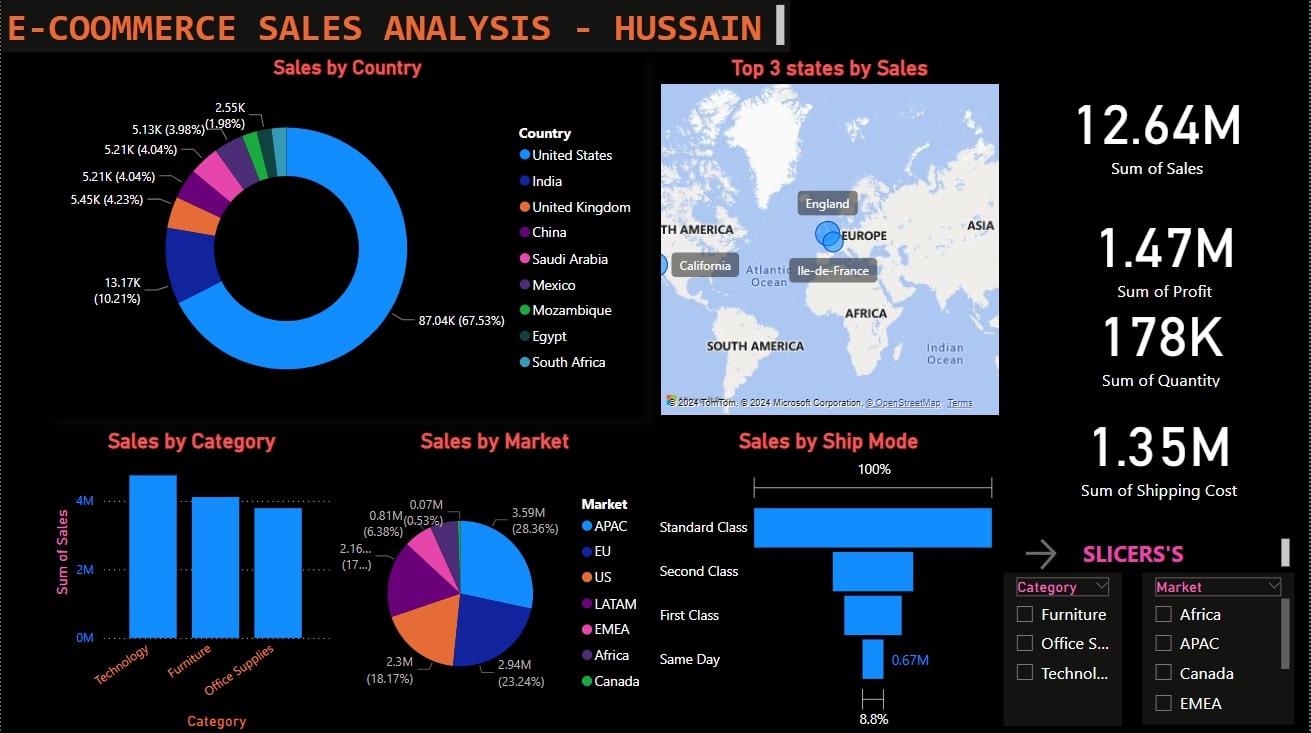 E-COOMMERCE SALES ANALYSIS - HUSSAIN
Sales by Country
2.55K
(1.98%)
5.13K (3.98%)
5.21K (4.04%)
5.21K (4.04%)
5.45K (4.23%)
13.17K
(10.21%)
87.04K (67.53%)
Country
United States
India
United Kingdom
China
Saudi Arabia
Mexico
Mozambique
Egypt
South Africa
Top 3 states by Sales
England
TH AMERICA
EUROPE
ASIA
California
Atlantic
Ocean
Ile-de-France
AFRICA
SOUTH AMERICA
Indian
Ocean
© 2024 TomTom, © 2024 Microsoft Corporation, © OpenStreetMap Terms
12.64M
Sum of Sales
1.47M
Sum of Profit
178K
Sum of Quantity
1.35M
Sum of Shipping Cost
Sales by Category
Sum of Sales
4M
2M
0M
Technology
Furniture
Office Supplies
Category
Sales by Market
0.07M
(0.53%)
0.81M
(6.38%)
2.16...
(17...)
3.59M
(28.36%)
2.3M
(18.17%)
2.94M
(23.24%)
Market
APAC
EU
US
LATAM
EMEA
Africa
Canada
Sales by Ship Mode
100%
Standard Class
Second Class
First Class
Same Day
0.67M
8.8%
SLICERS'S
Category
Furniture
Office S...
Technol...
Market
Africa
APAC
Canada
EMEA